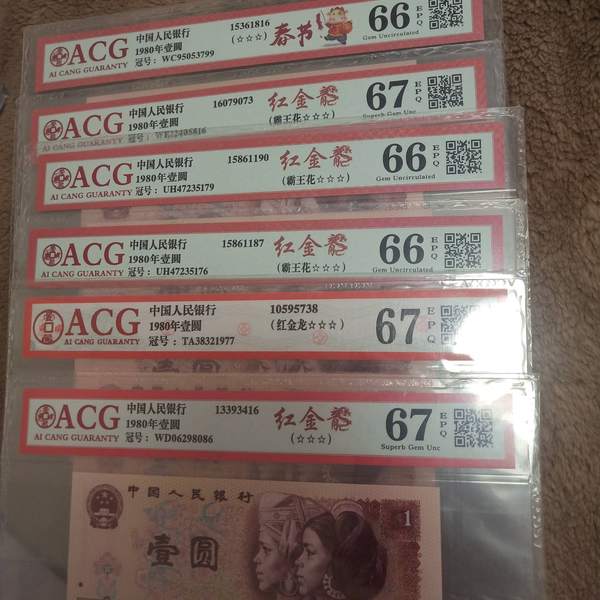 ACG
AI CANG GUARANTY
中国人民银行
1980年壹圆
冠号：WC95053799
15361816
(☆☆☆)
春节
66 EPQ
Gem Uncirculated
ACG
AI CANG GUARANTY
中国人民银行
1980年壹圆
16079073
(霸王花☆☆☆)
红金龙
67 EPQ
Superb Gem Unc
ACG
AI CANG GUARANTY
中国人民银行
1980年壹圆
冠号：UH47235179
15861190
(霸王花☆☆☆)
红金龙
66 EPQ
Gem Uncirculated
ACG
AI CANG GUARANTY
中国人民银行
1980年壹圆
冠号：UH47235176
15861187
(霸王花☆☆☆)
红金龙
66 EPQ
Gem Uncirculated
ACG
AI CANG GUARANTY
中国人民银行
1980年壹圆
冠号：TA38321977
10595738
(红金龙☆☆☆)
67 EPQ
ACG
AI CANG GUARANTY
中国人民银行
1980年壹圆
冠号：WD06298086
13393416
(☆☆☆)
红金龙
67 EPQ
Superb Gem Unc
中国人民银行
壹圆
1